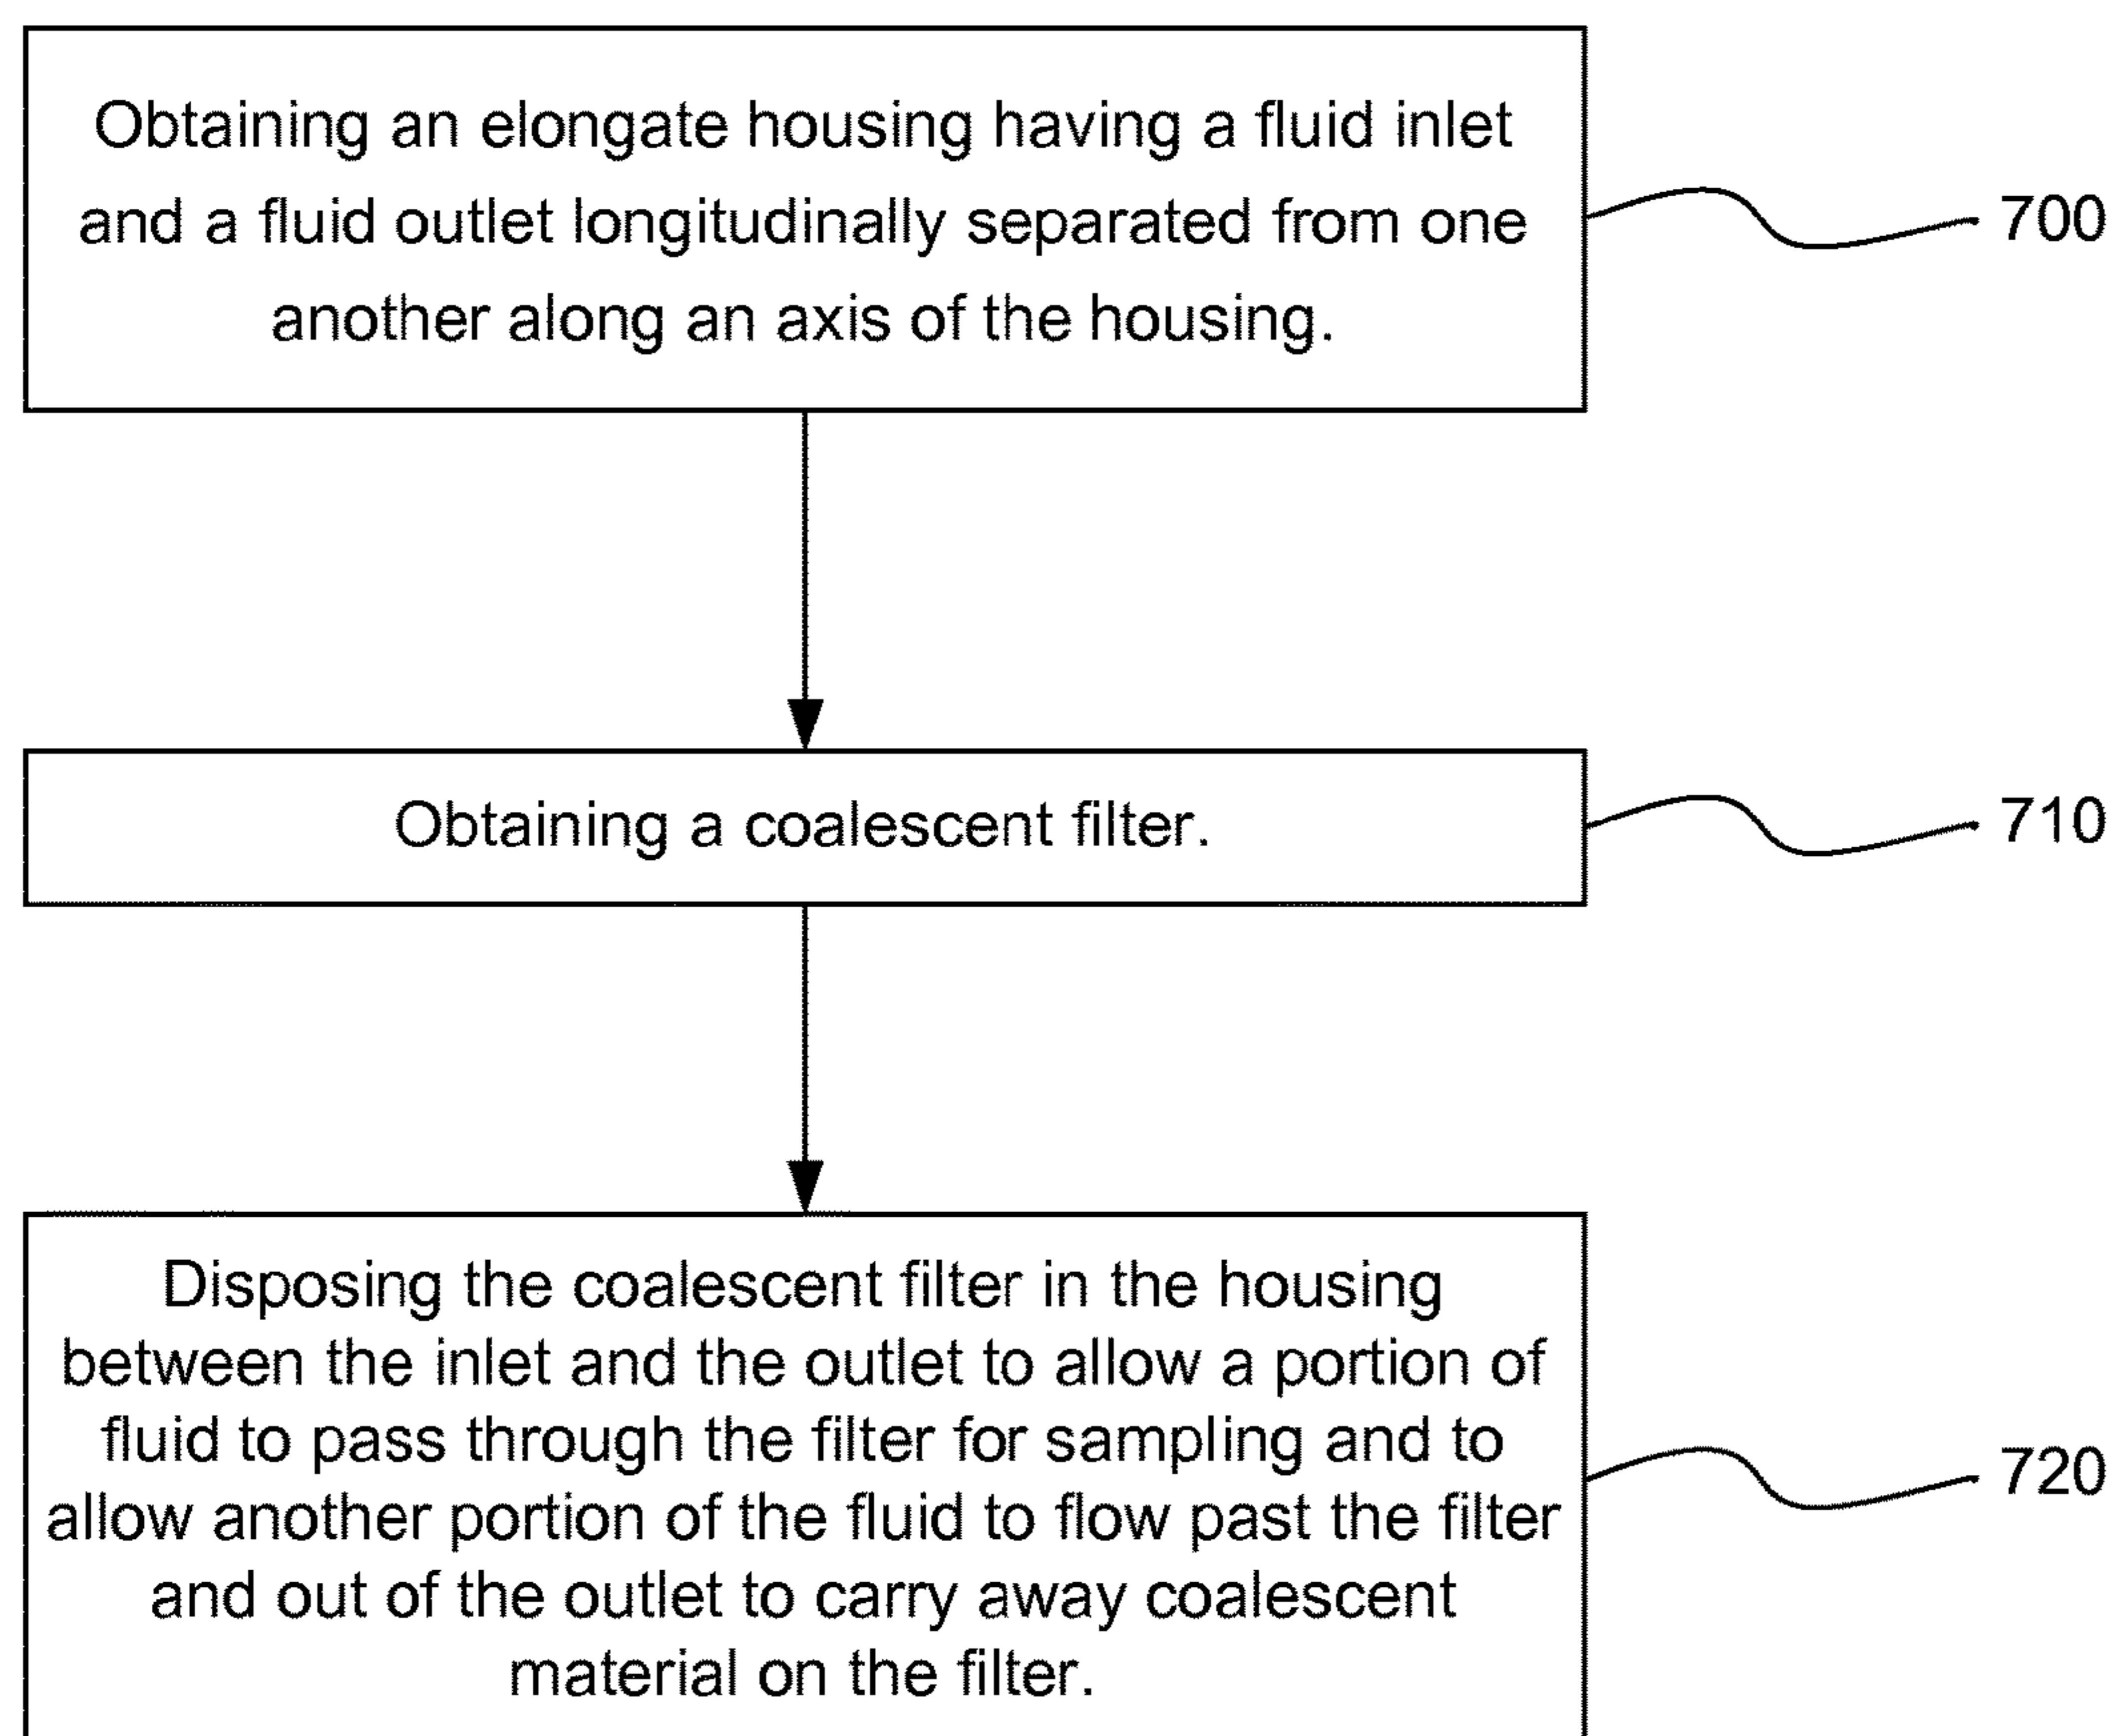 Obtaining an elongate housing having a fluid inlet
and a fluid outlet longitudinally separated from one
another along an axis of the housing.
700
Obtaining a coalescent filter.
710
Disposing the coalescent filter in the housing
between the inlet and the outlet to allow a portion of
fluid to pass through the filter for sampling and to
allow another portion of the fluid to flow past the filter
and out of the outlet to carry away coalescent
material on the filter.
720